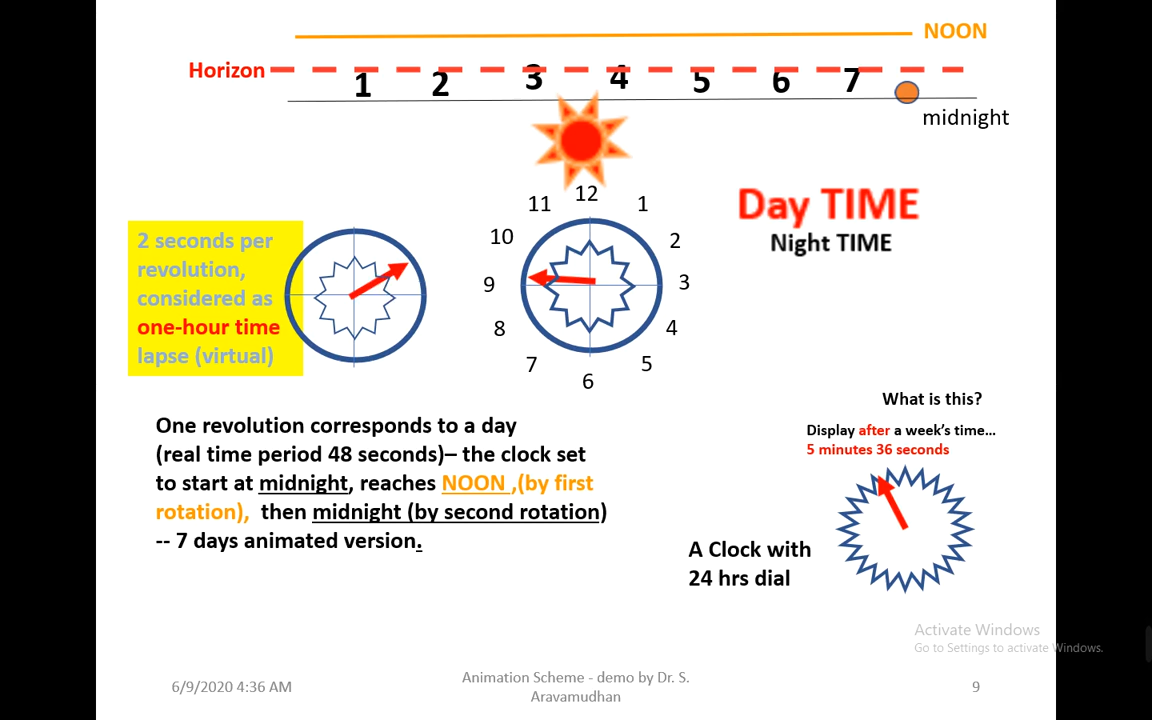 NOON
Horizon
1 2 3 4 5 6 7
midnight
12
11 1
10 2
9 3
8 4
7 5
6
Day TIME
Night TIME
2 seconds per
revolution,
considered as
one-hour time
lapse (virtual)
One revolution corresponds to a day
(real time period 48 seconds)– the clock set
to start at midnight, reaches NOON ,(by first
rotation), then midnight (by second rotation)
-- 7 days animated version.
What is this?
Display after a week’s time…
5 minutes 36 seconds
A Clock with
24 hrs dial
Activate Windows
Go to Settings to activate Windows.
6/9/2020 4:36 AM
Animation Scheme - demo by Dr. S.
Aravamudhan
9